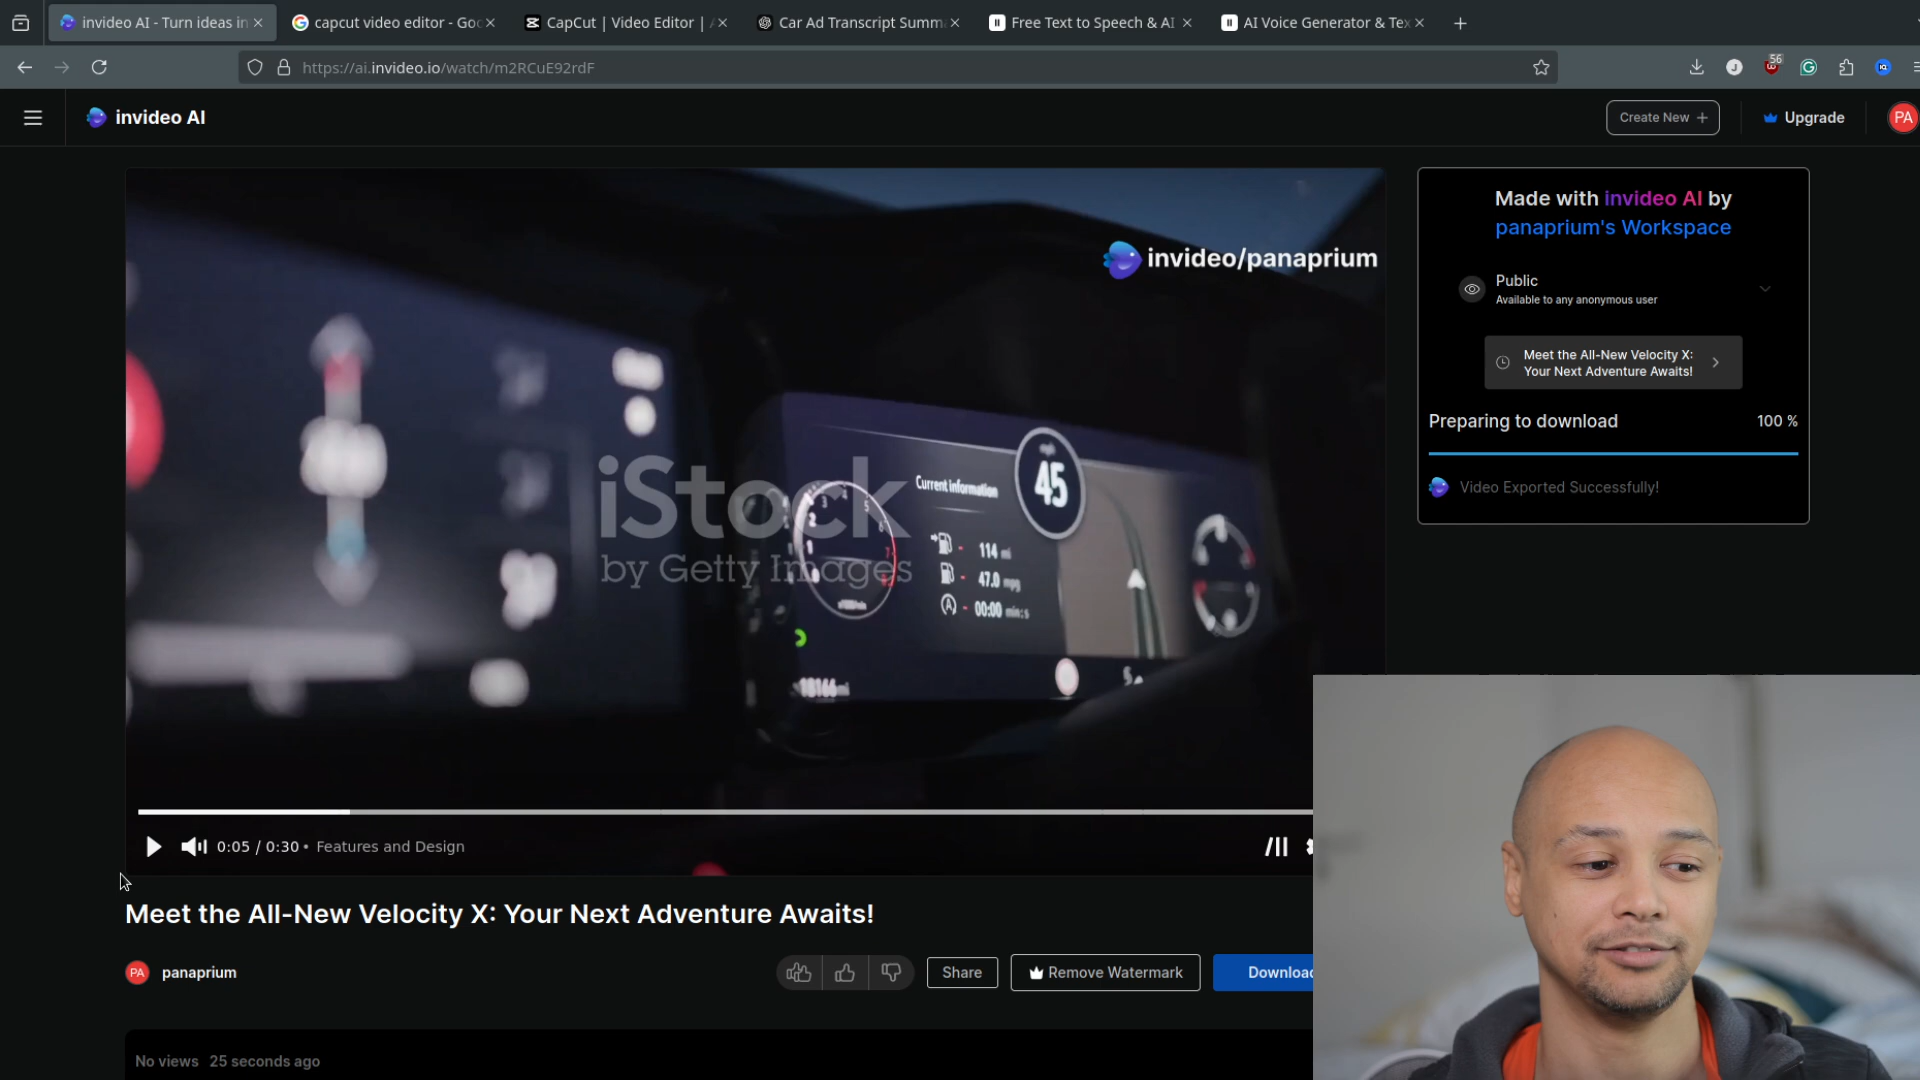 invideo AI - Turn ideas in
capcut video editor - Goo
CapCut | Video Editor | A
Car Ad Transcript Summ
Free Text to Speech & AI
AI Voice Generator & Tex
https://ai.invideo.io/watch/m2RCuE92rdF
J
56
invideo AI
Create New +
Upgrade
PA
invideo/panaprium
Made with invideo AI by
panaprium's Workspace
Public
Available to any anonymous user
Meet the All-New Velocity X:
Your Next Adventure Awaits!
Preparing to download
100 %
Video Exported Successfully!
iStock
by Getty Images
Current information
mph
45
114 mi
47.0 mpg
00:00 min:s
18166mi
0:05 / 0:30 • Features and Design
Meet the All-New Velocity X: Your Next Adventure Awaits!
PA
panaprium
Share
Remove Watermark
Download
No views 25 seconds ago